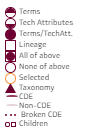 Terms
Tech Attributes
Terms/TechAtt.
Lineage
All of above
None of above
Selected
Taxonomy
CDE
Non-CDE
Broken CDE
Children